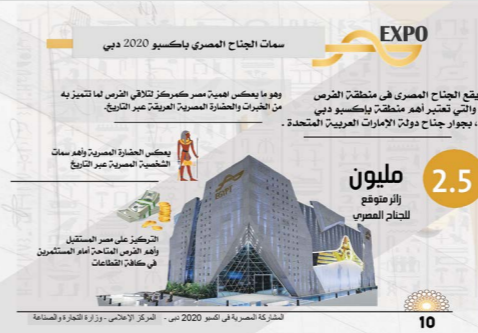 EXPO
سمات الجناح المصري باكسبو 2020 دبي
يقع الجناح المصري في منطقة الفرص
والتي تعتبر أهم منطقة بإكسبو دبي
، بجوار جناح دولة الإمارات العربية المتحدة .
وهو ما يعكس اهمية مصر كمركز لتلاقي الفرص لما تتميز به
من الخبرات والحضارة المصرية العريقة عبر التاريخ.
يعكس الحضارة المصرية وأهم سمات
الشخصية المصرية عبر التاريخ
2.5
مليون
زائر متوقع
للجناح المصري
التركيز على مصر المستقبل
وأهم الفرص المتاحة أمام المستثمرين
في كافة القطاعات
المشاركة المصرية في اكسبو 2020 دبي - المركز الإعلامي - وزارة التجارة والصناعة
10